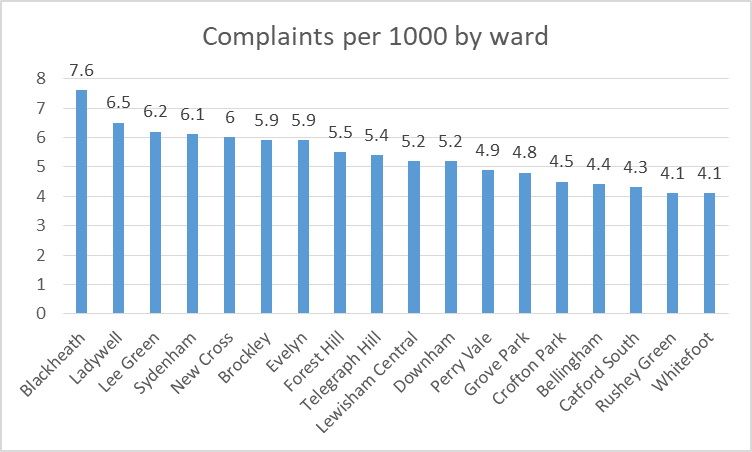 Complaints per 1000 by ward
8
7
6
5
4
3
2
1
0
7.6
6.5
6.2
6.1
6
5.9
5.9
5.5
5.4
5.2
5.2
4.9
4.8
4.5
4.4
4.3
4.1
4.1
Blackheath
Ladywell
Lee Green
Sydenham
New Cross
Brockley
Evelyn
Forest Hill
Telegraph Hill
Lewisham Central
Downham
Perry Vale
Grove Park
Crofton Park
Bellingham
Catford South
Rushey Green
Whitefoot